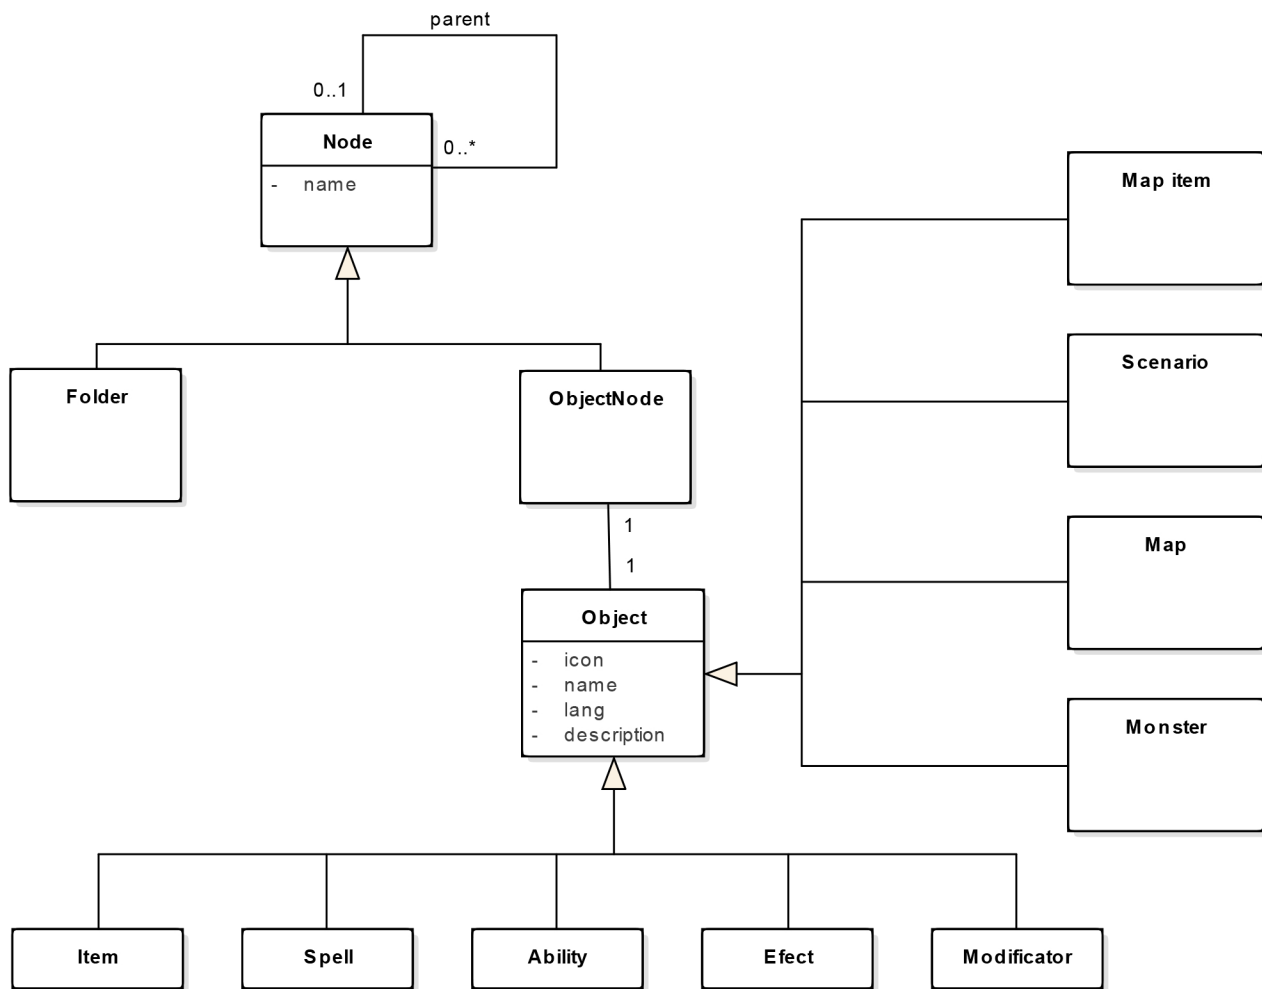 parent
0..1
Node
0..*
- name
Map item
Scenario
Folder
ObjectNode
1
1
Map
Object
- icon
- name
- lang
- description
Monster
Item
Spell
Ability
Efect
Modificator